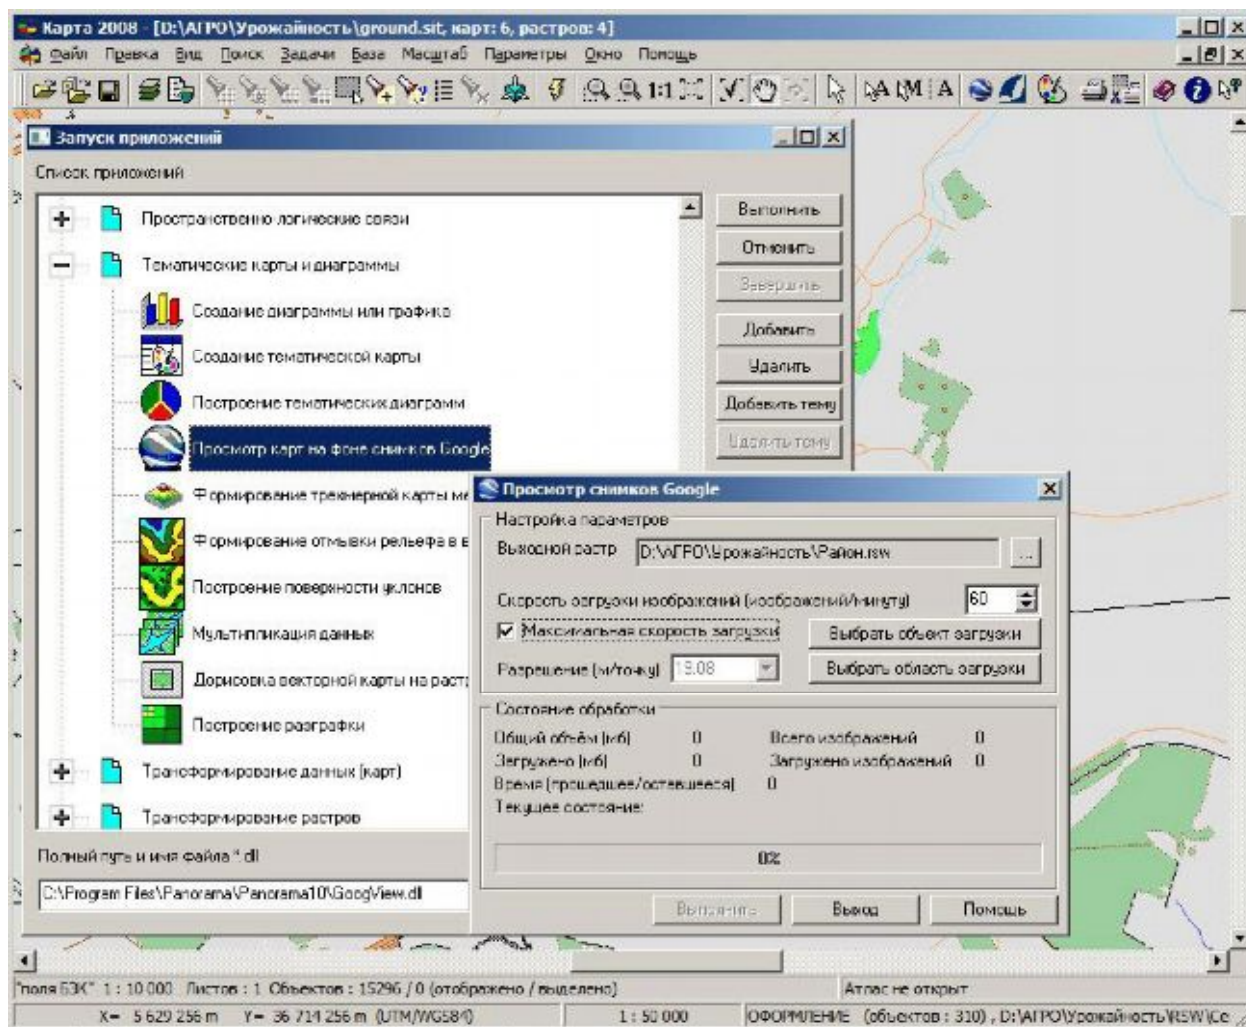 Карта 2008 - [D:\АГРО\Урожайность\ground.sit, карт: 6, растров: 4]
Файл Правка Вид Поиск Задачи База Масштаб Параметры Окно Помощь
1:1
A M A
Запуск приложений
Список приложений
Пространственно логические связи
Тематические карты и диаграммы
Создание диаграммы или графика
Создание тематической карты
Построение тематических диаграмм
Просмотр карт на фоне снимков Google
Формирование трехмерной карты ме
Формирование отмывки рельефа в в
Построение поверхности уклонов
Мультипликация данных
Дорисовка векторной карты на раст
Построение разграфки
Трансформирование данных (карт)
Трансформирование растров
Выполнить
Отменить
Завершить
Добавить
Удалить
Добавить тему
Удалить тему
Полный путь и имя файла *.dll
C:\Program Files\Panorama\Panorama10\GoogView.dll
Просмотр снимков Google
Настройка параметров
Выходной растр D:\АГРО\Урожайность\Район.rsw ...
Скорость загрузки изображений (изображений/минуту) 60
Максимальная скорость загрузки Выбрать объект загрузки
Разрешение (м/точку) 19.08 Выбрать область загрузки
Состояние обработки
Общий объём (мб) 0 Всего изображений 0
Загружено (мб) 0 Загружено изображений 0
Время (прошедшее/оставшееся) 0
Текущее состояние:
0%
Выполнить Выход Помощь
"поля БЗК" 1 : 10 000 Листов : 1 Объектов : 15296 / 0 (отображено / выделено) Атлас не открыт
X= 5 629 256 m Y= 36 714 256 m (UTM/WGS84) 1 : 50 000 ОФОРМЛЕНИЕ (объектов : 310) , D:\АГРО\Урожайность\RSW\Се